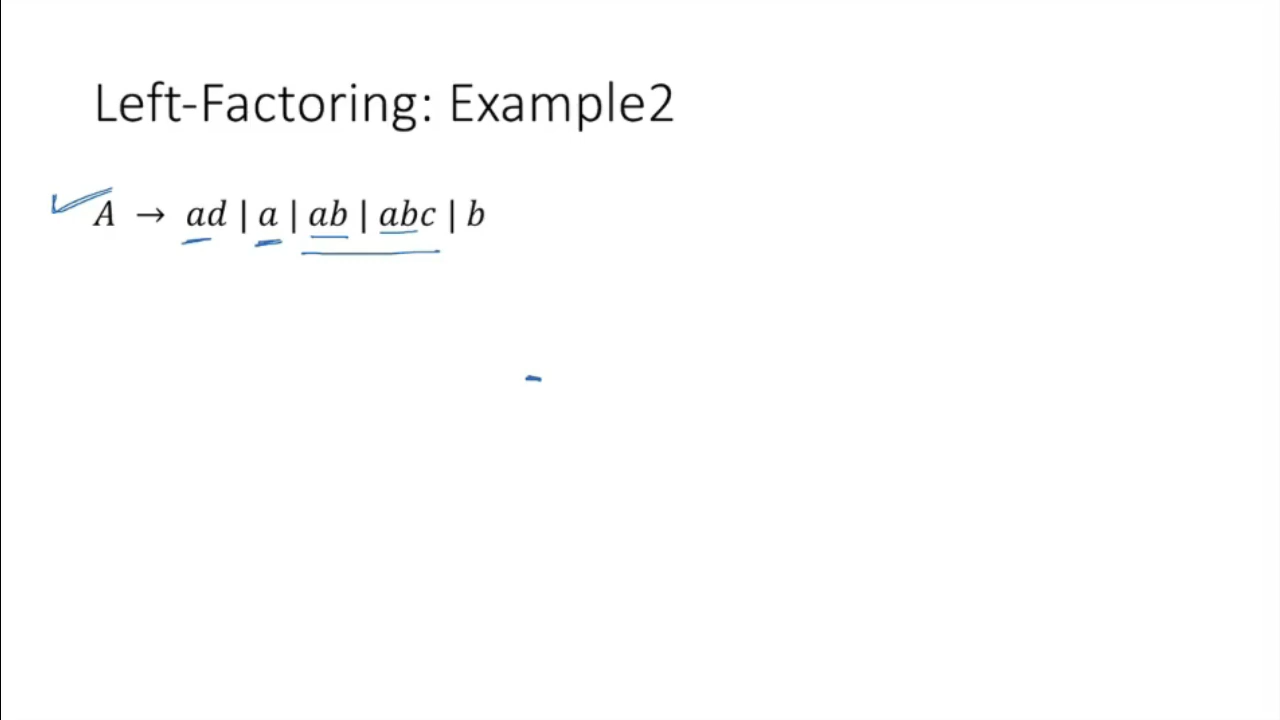 Left-Factoring: Example2
A → ad | a | ab | abc | b